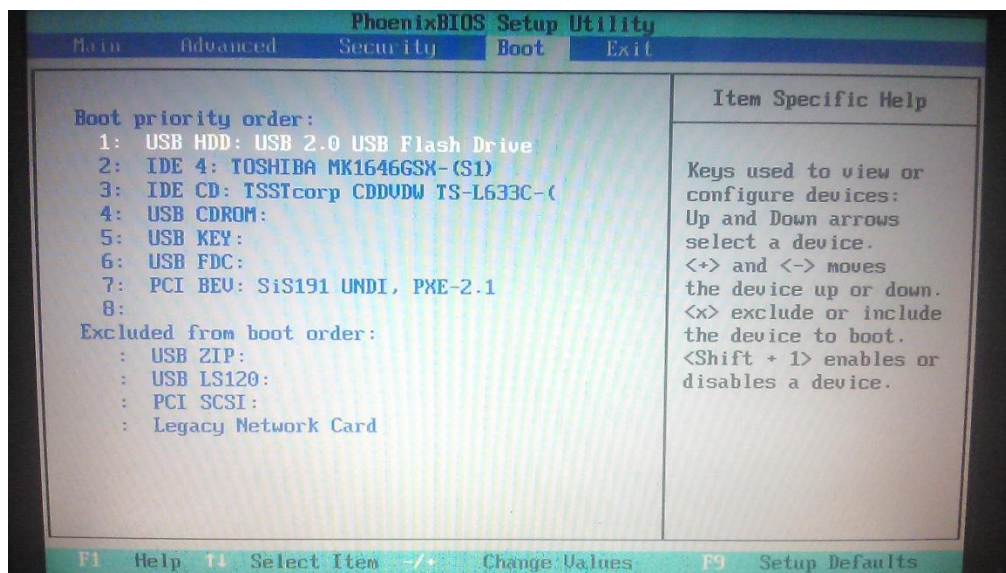 PhoenixBIOS Setup Utility
Main Advanced Security Boot Exit
Boot priority order:
1: USB HDD: USB 2.0 USB Flash Drive
2: IDE 4: TOSHIBA MK1646GSX-(S1)
3: IDE CD: TSSTcorp CDDVDW TS-L633C-(
4: USB CDROM:
5: USB KEY:
6: USB FDC:
7: PCI BEV: SiS191 UNDI, PXE-2.1
8:
Excluded from boot order:
: USB ZIP:
: USB LS120:
: PCI SCSI:
: Legacy Network Card
Item Specific Help
Keys used to view or
configure devices:
Up and Down arrows
select a device.
<+> and <-> moves
the device up or down.
<x> exclude or include
the device to boot.
<Shift + 1> enables or
disables a device.
F1 Help ↑↓ Select Item -/+ Change Values F9 Setup Defaults